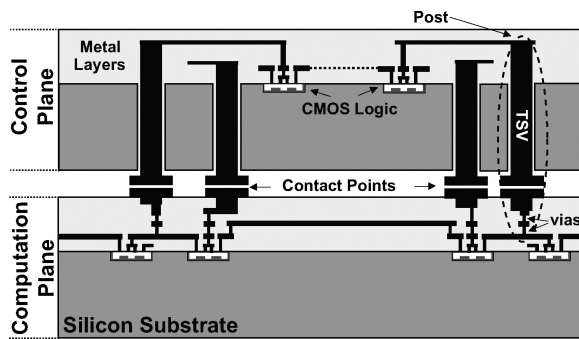 Post
Metal
Layers
Control
Plane
CMOS Logic
TSV
Contact Points
Computation
Plane
vias
Silicon Substrate